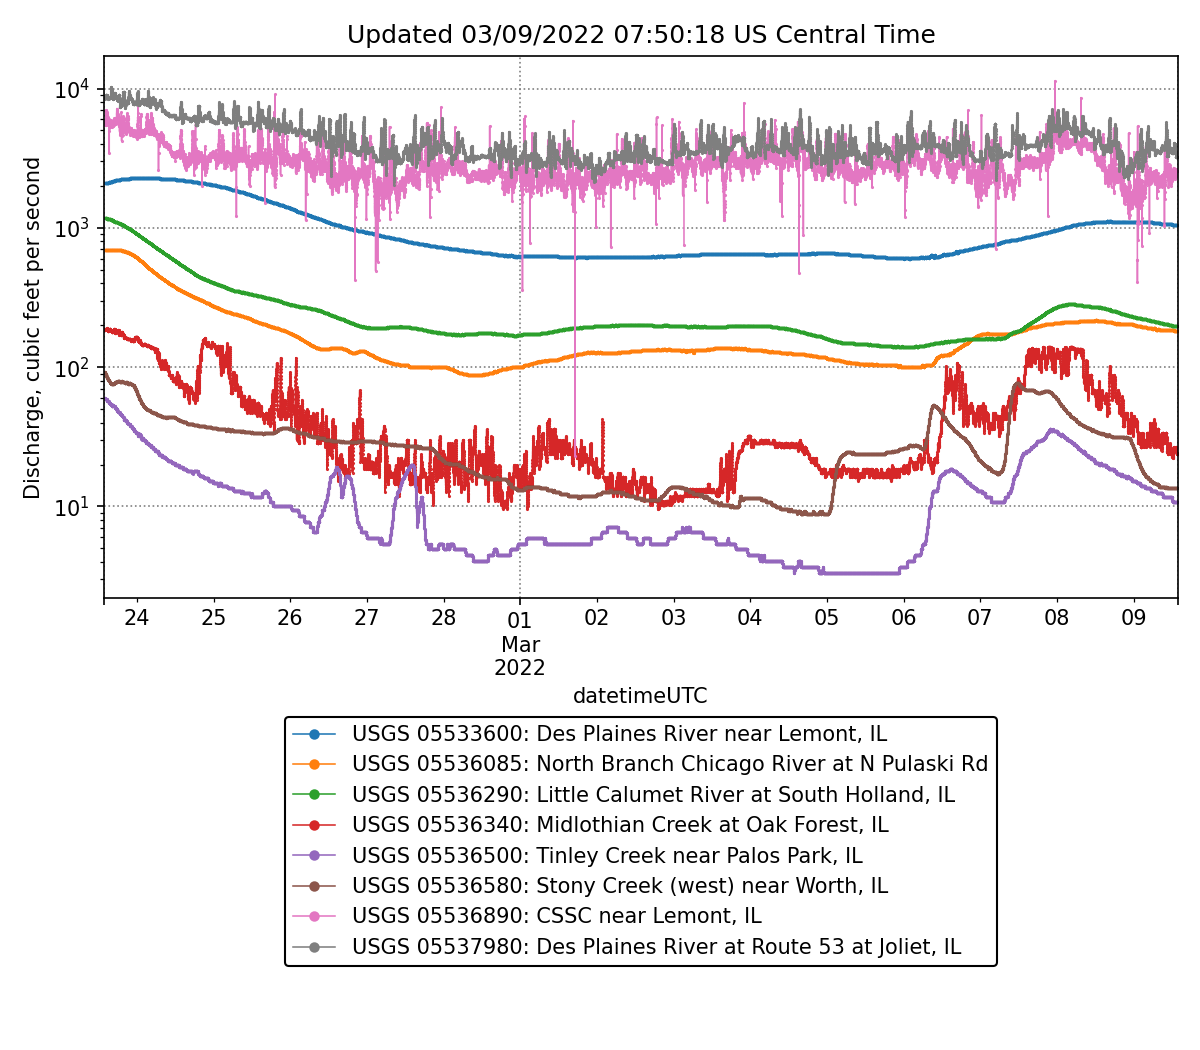 Updated 03/09/2022 07:50:18 US Central Time
Discharge, cubic feet per second
10^4
10^3
10^2
10^1
24 25 26 27 28 01 02 03 04 05 06 07 08 09
Mar
2022
datetimeUTC
USGS 05533600: Des Plaines River near Lemont, IL
USGS 05536085: North Branch Chicago River at N Pulaski Rd
USGS 05536290: Little Calumet River at South Holland, IL
USGS 05536340: Midlothian Creek at Oak Forest, IL
USGS 05536500: Tinley Creek near Palos Park, IL
USGS 05536580: Stony Creek (west) near Worth, IL
USGS 05536890: CSSC near Lemont, IL
USGS 05537980: Des Plaines River at Route 53 at Joliet, IL